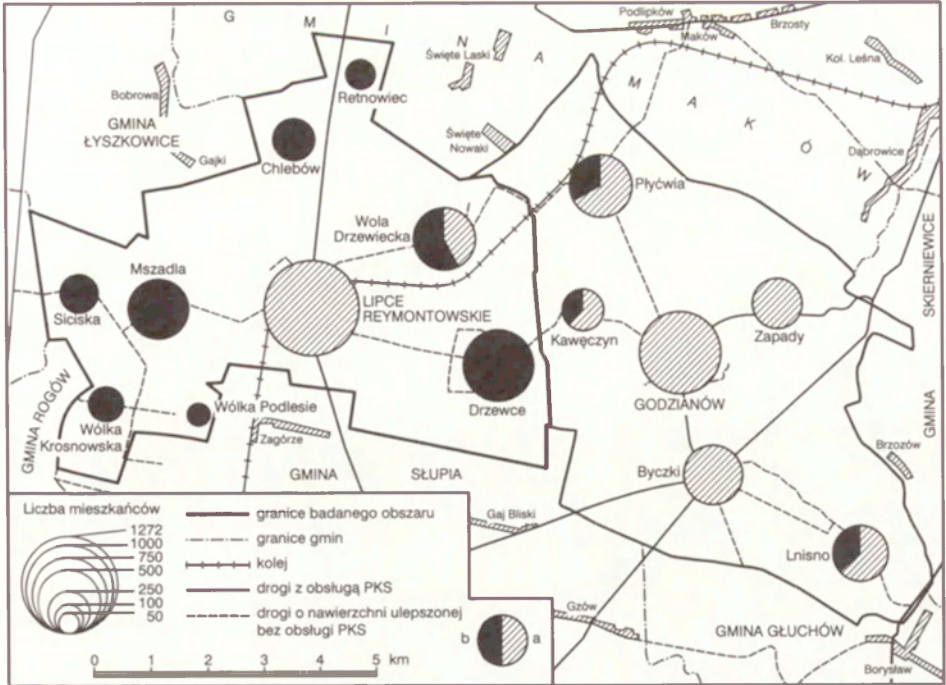 G M I N A M A K Ó W
Podlipków
Brzosty
Maków
Święte Laski
Kol. Leśna
Bobrowa
Retnowiec
GMINA
ŁYSZKOWICE
Gajki
Chlebów
Święte
Nowaki
Dąbrowice
Płyćwia
Wola
Drzewiecka
Mszadla
Siciska
LIPCE
REYMONTOWSKIE
Kawęczyn
Zapady
SKIERNIEWICE
GMINA
GMINA ROGÓW
Wólka
Krosnowska
Wólka Podlesie
Drzewce
GODZIANÓW
Zagórze
GMINA SŁUPIA
Byczki
Brzozów
Gaj Bliski
Lnisno
Gzów
GMINA GŁUCHÓW
Borysław
Liczba mieszkańców
1272
1000
750
500
250
100
50
granice badanego obszaru
granice gmin
kolej
drogi z obsługą PKS
drogi o nawierzchni ulepszonej
bez obsługi PKS
b a
0 1 2 3 4 5 km